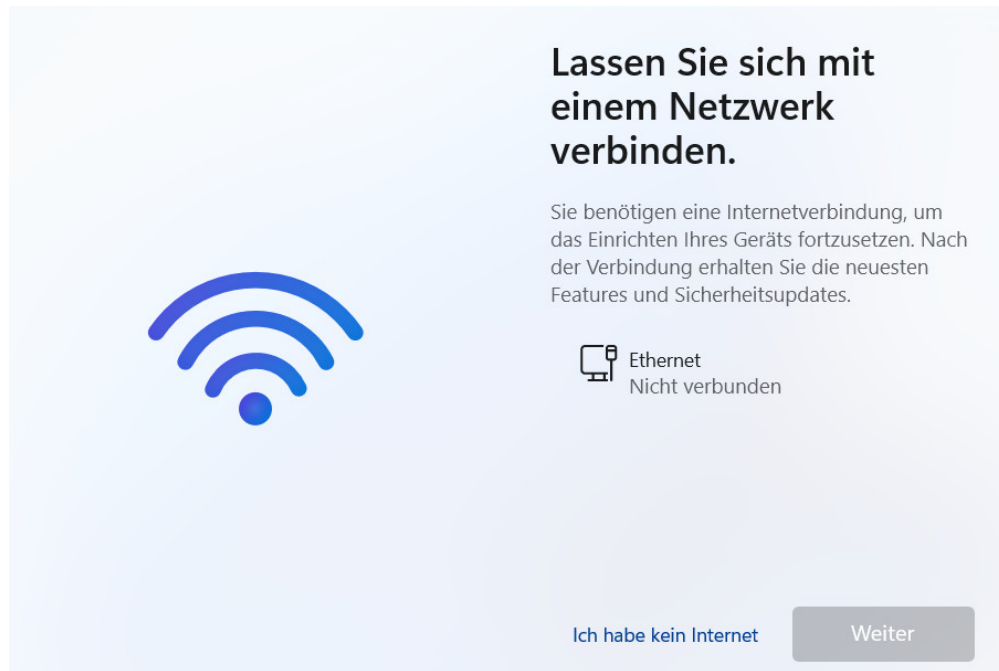 Lassen Sie sich mit
einem Netzwerk
verbinden.
Sie benötigen eine Internetverbindung, um
das Einrichten Ihres Geräts fortzusetzen. Nach
der Verbindung erhalten Sie die neuesten
Features und Sicherheitsupdates.
Ethernet
Nicht verbunden
Ich habe kein Internet
Weiter